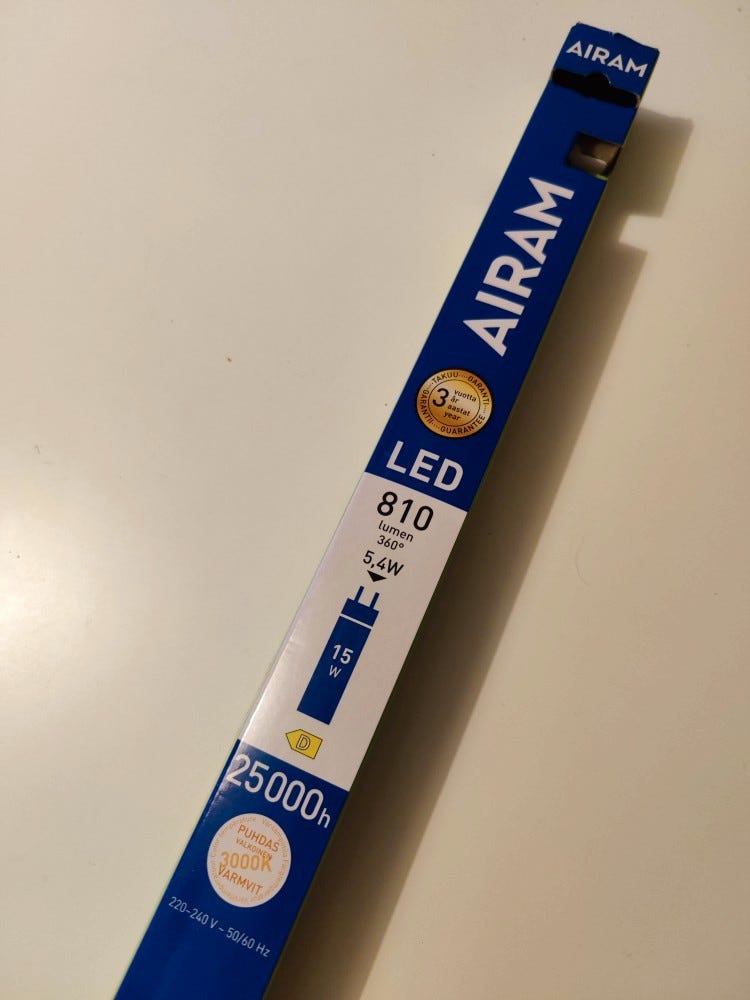 AIRAM
AIRAM
TAKUU
GARANTI
GARANTII
GUARANTEE
3
vuotta
år
aastat
year
LED
810
lumen
360°
5,4W
15
W
D
25000h
PUHDAS
VALKOINEN
3000K
VARMVIT
220-240 V ~ 50/60 Hz